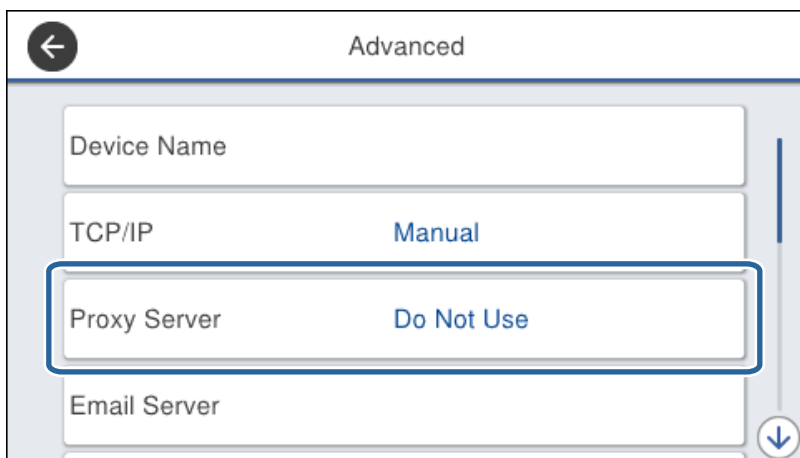 Advanced
Device Name
TCP/IP Manual
Proxy Server Do Not Use
Email Server